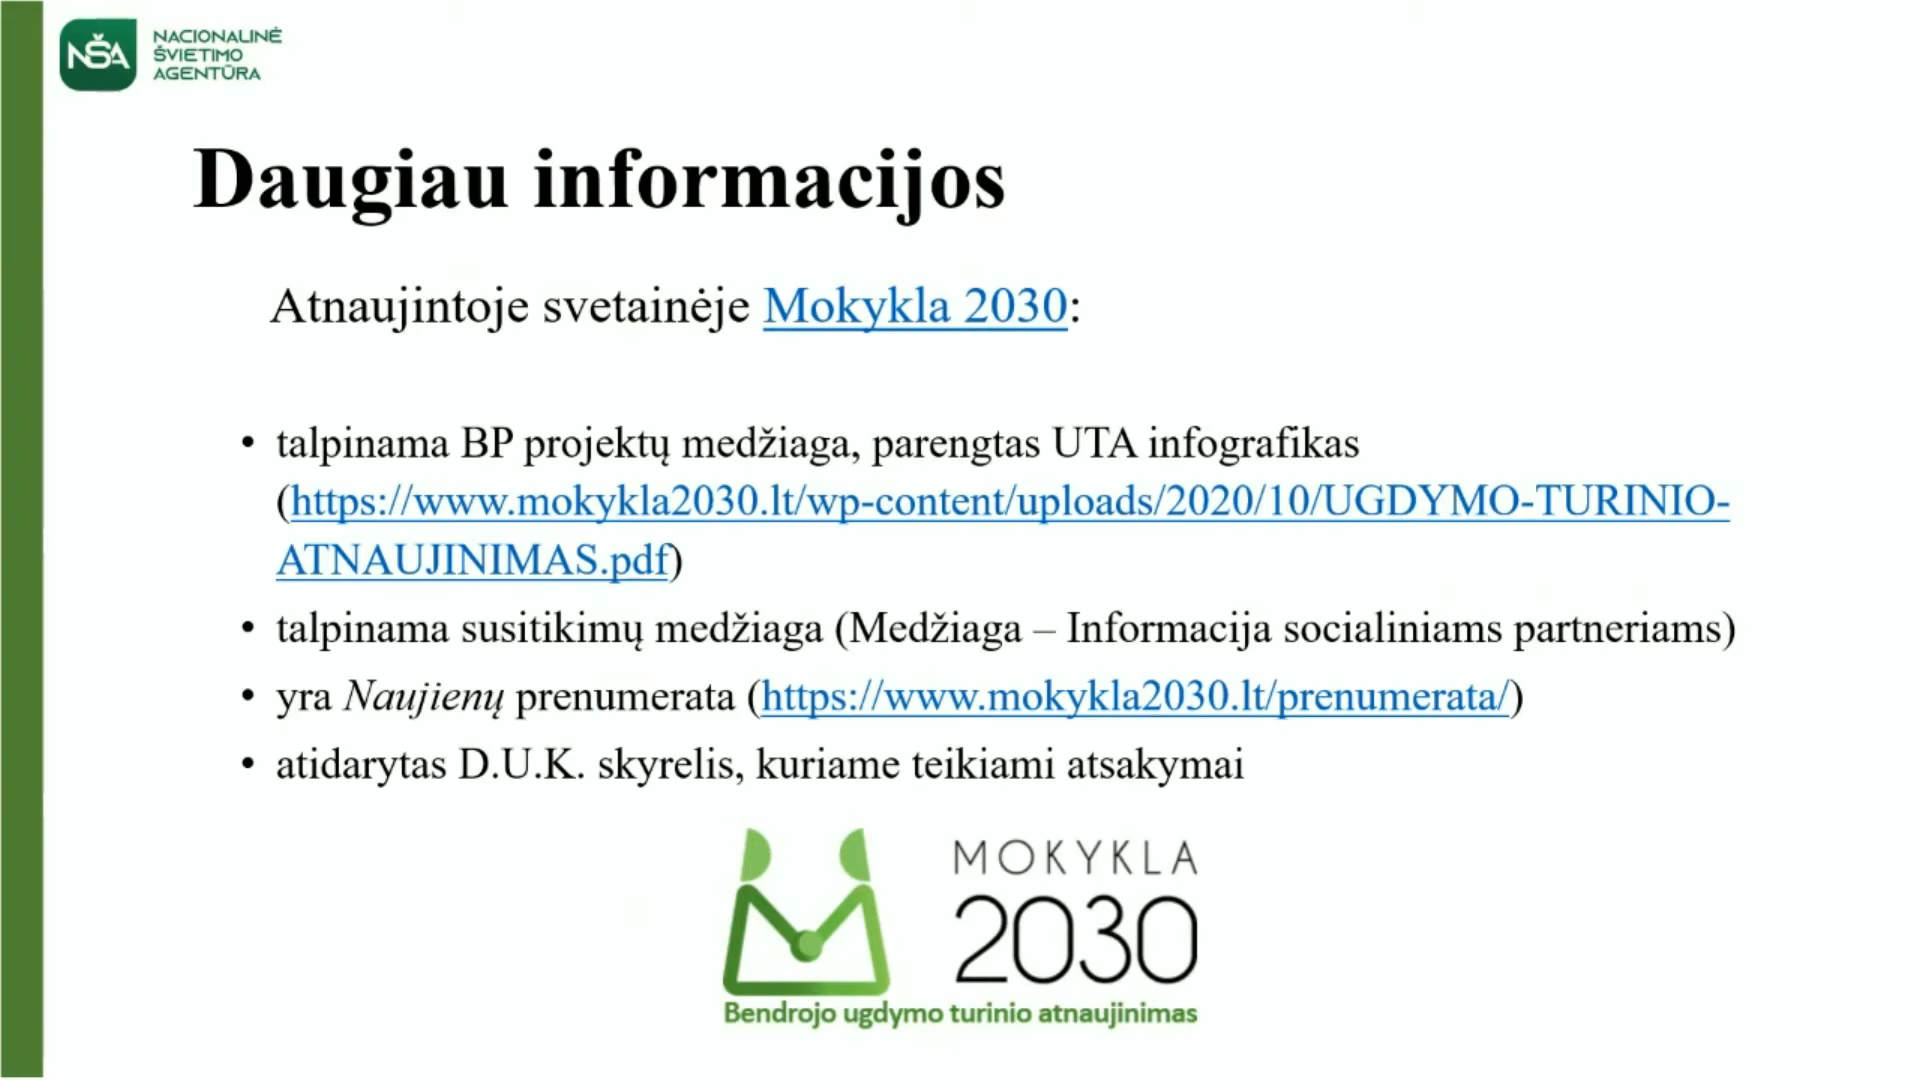 NŠA
NACIONALINĖ
ŠVIETIMO
AGENTŪRA
Daugiau informacijos
Atnaujintoje svetainėje Mokykla 2030:
• talpinama BP projektų medžiaga, parengtas UTA infografikas
(https://www.mokykla2030.lt/wp-content/uploads/2020/10/UGDYMO-TURINIO-
ATNAUJINIMAS.pdf)
• talpinama susitikimų medžiaga (Medžiaga – Informacija socialiniams partneriams)
• yra Naujienų prenumerata (https://www.mokykla2030.lt/prenumerata/)
• atidarytas D.U.K. skyrelis, kuriame teikiami atsakymai
MOKYKLA
2030
Bendrojo ugdymo turinio atnaujinimas